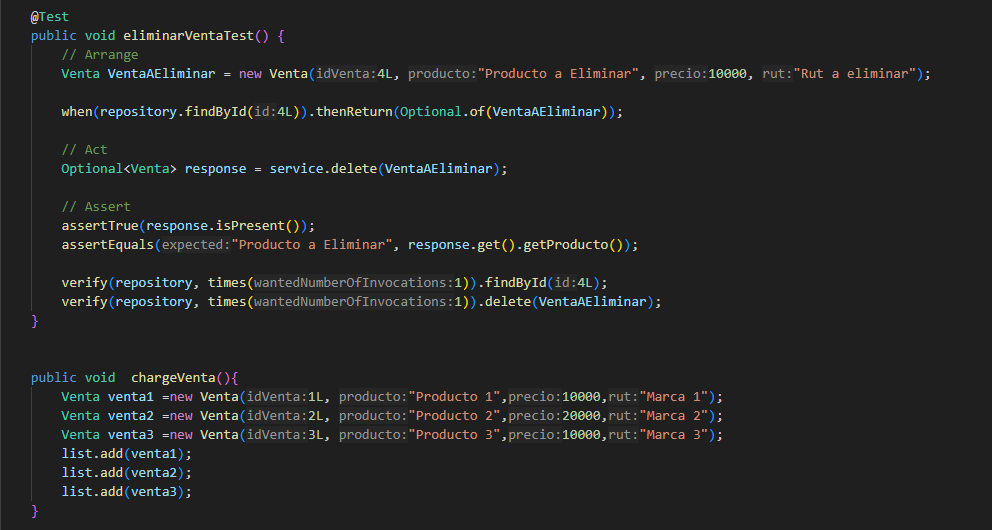 @Test
public void eliminarVentaTest() {
// Arrange
Venta VentaAEliminar = new Venta(idVenta:4L, producto:"Producto a Eliminar", precio:10000, rut:"Rut a eliminar");
when(repository.findById(id:4L)).thenReturn(Optional.of(VentaAEliminar));
// Act
Optional<Venta> response = service.delete(VentaAEliminar);
// Assert
assertTrue(response.isPresent());
assertEquals(expected:"Producto a Eliminar", response.get().getProducto());
verify(repository, times(wantedNumberOfInvocations:1)).findById(id:4L);
verify(repository, times(wantedNumberOfInvocations:1)).delete(VentaAEliminar);
}
public void  chargeVenta(){
Venta venta1 =new Venta(idVenta:1L, producto:"Producto 1",precio:10000,rut:"Marca 1");
Venta venta2 =new Venta(idVenta:2L, producto:"Producto 2",precio:20000,rut:"Marca 2");
Venta venta3 =new Venta(idVenta:3L, producto:"Producto 3",precio:10000,rut:"Marca 3");
list.add(venta1);
list.add(venta2);
list.add(venta3);
}